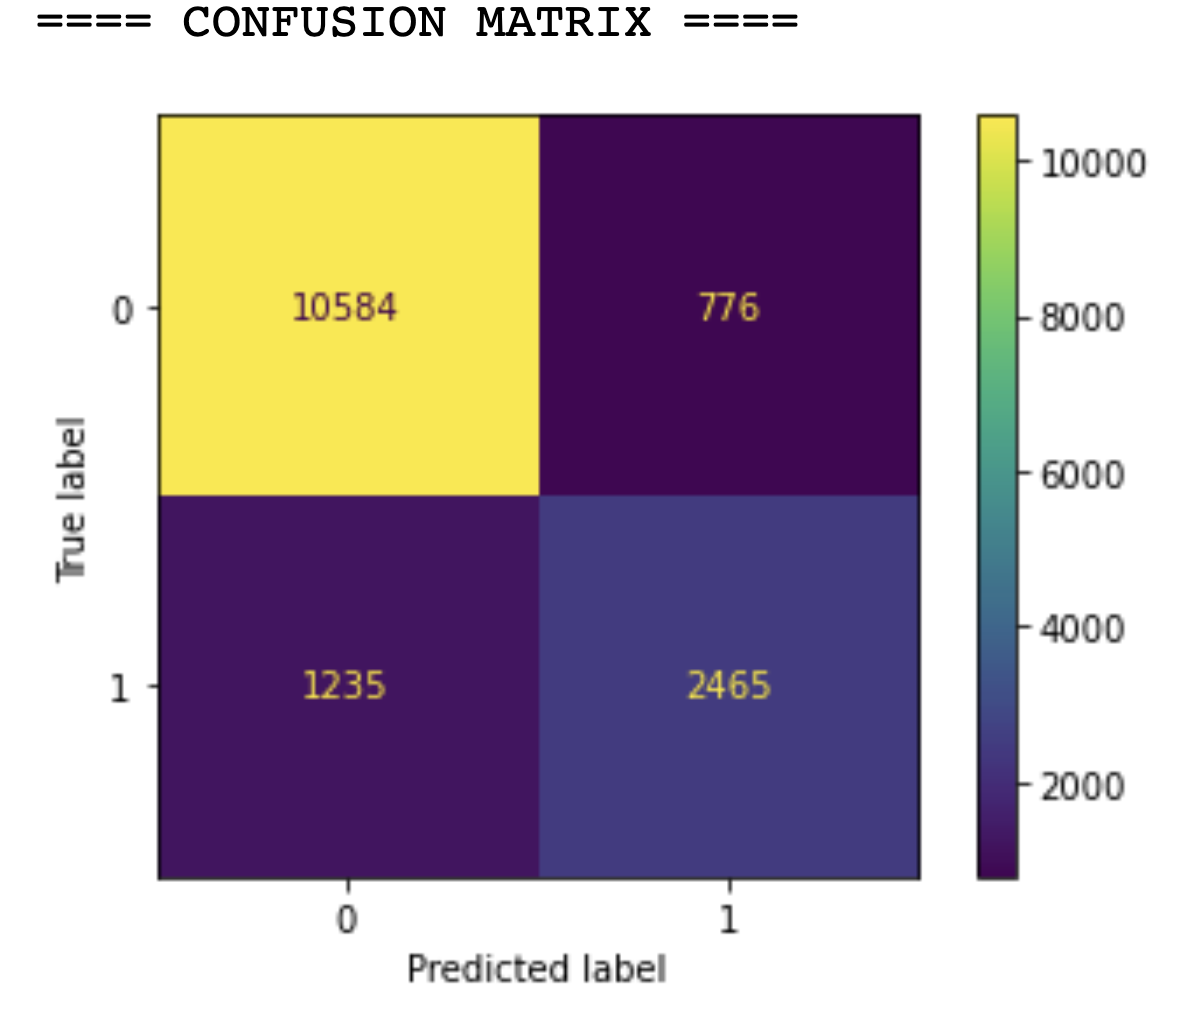 ==== CONFUSION MATRIX ====
10000
0 10584 776
8000
True label
6000
4000
1 1235 2465
2000
0 1
Predicted label